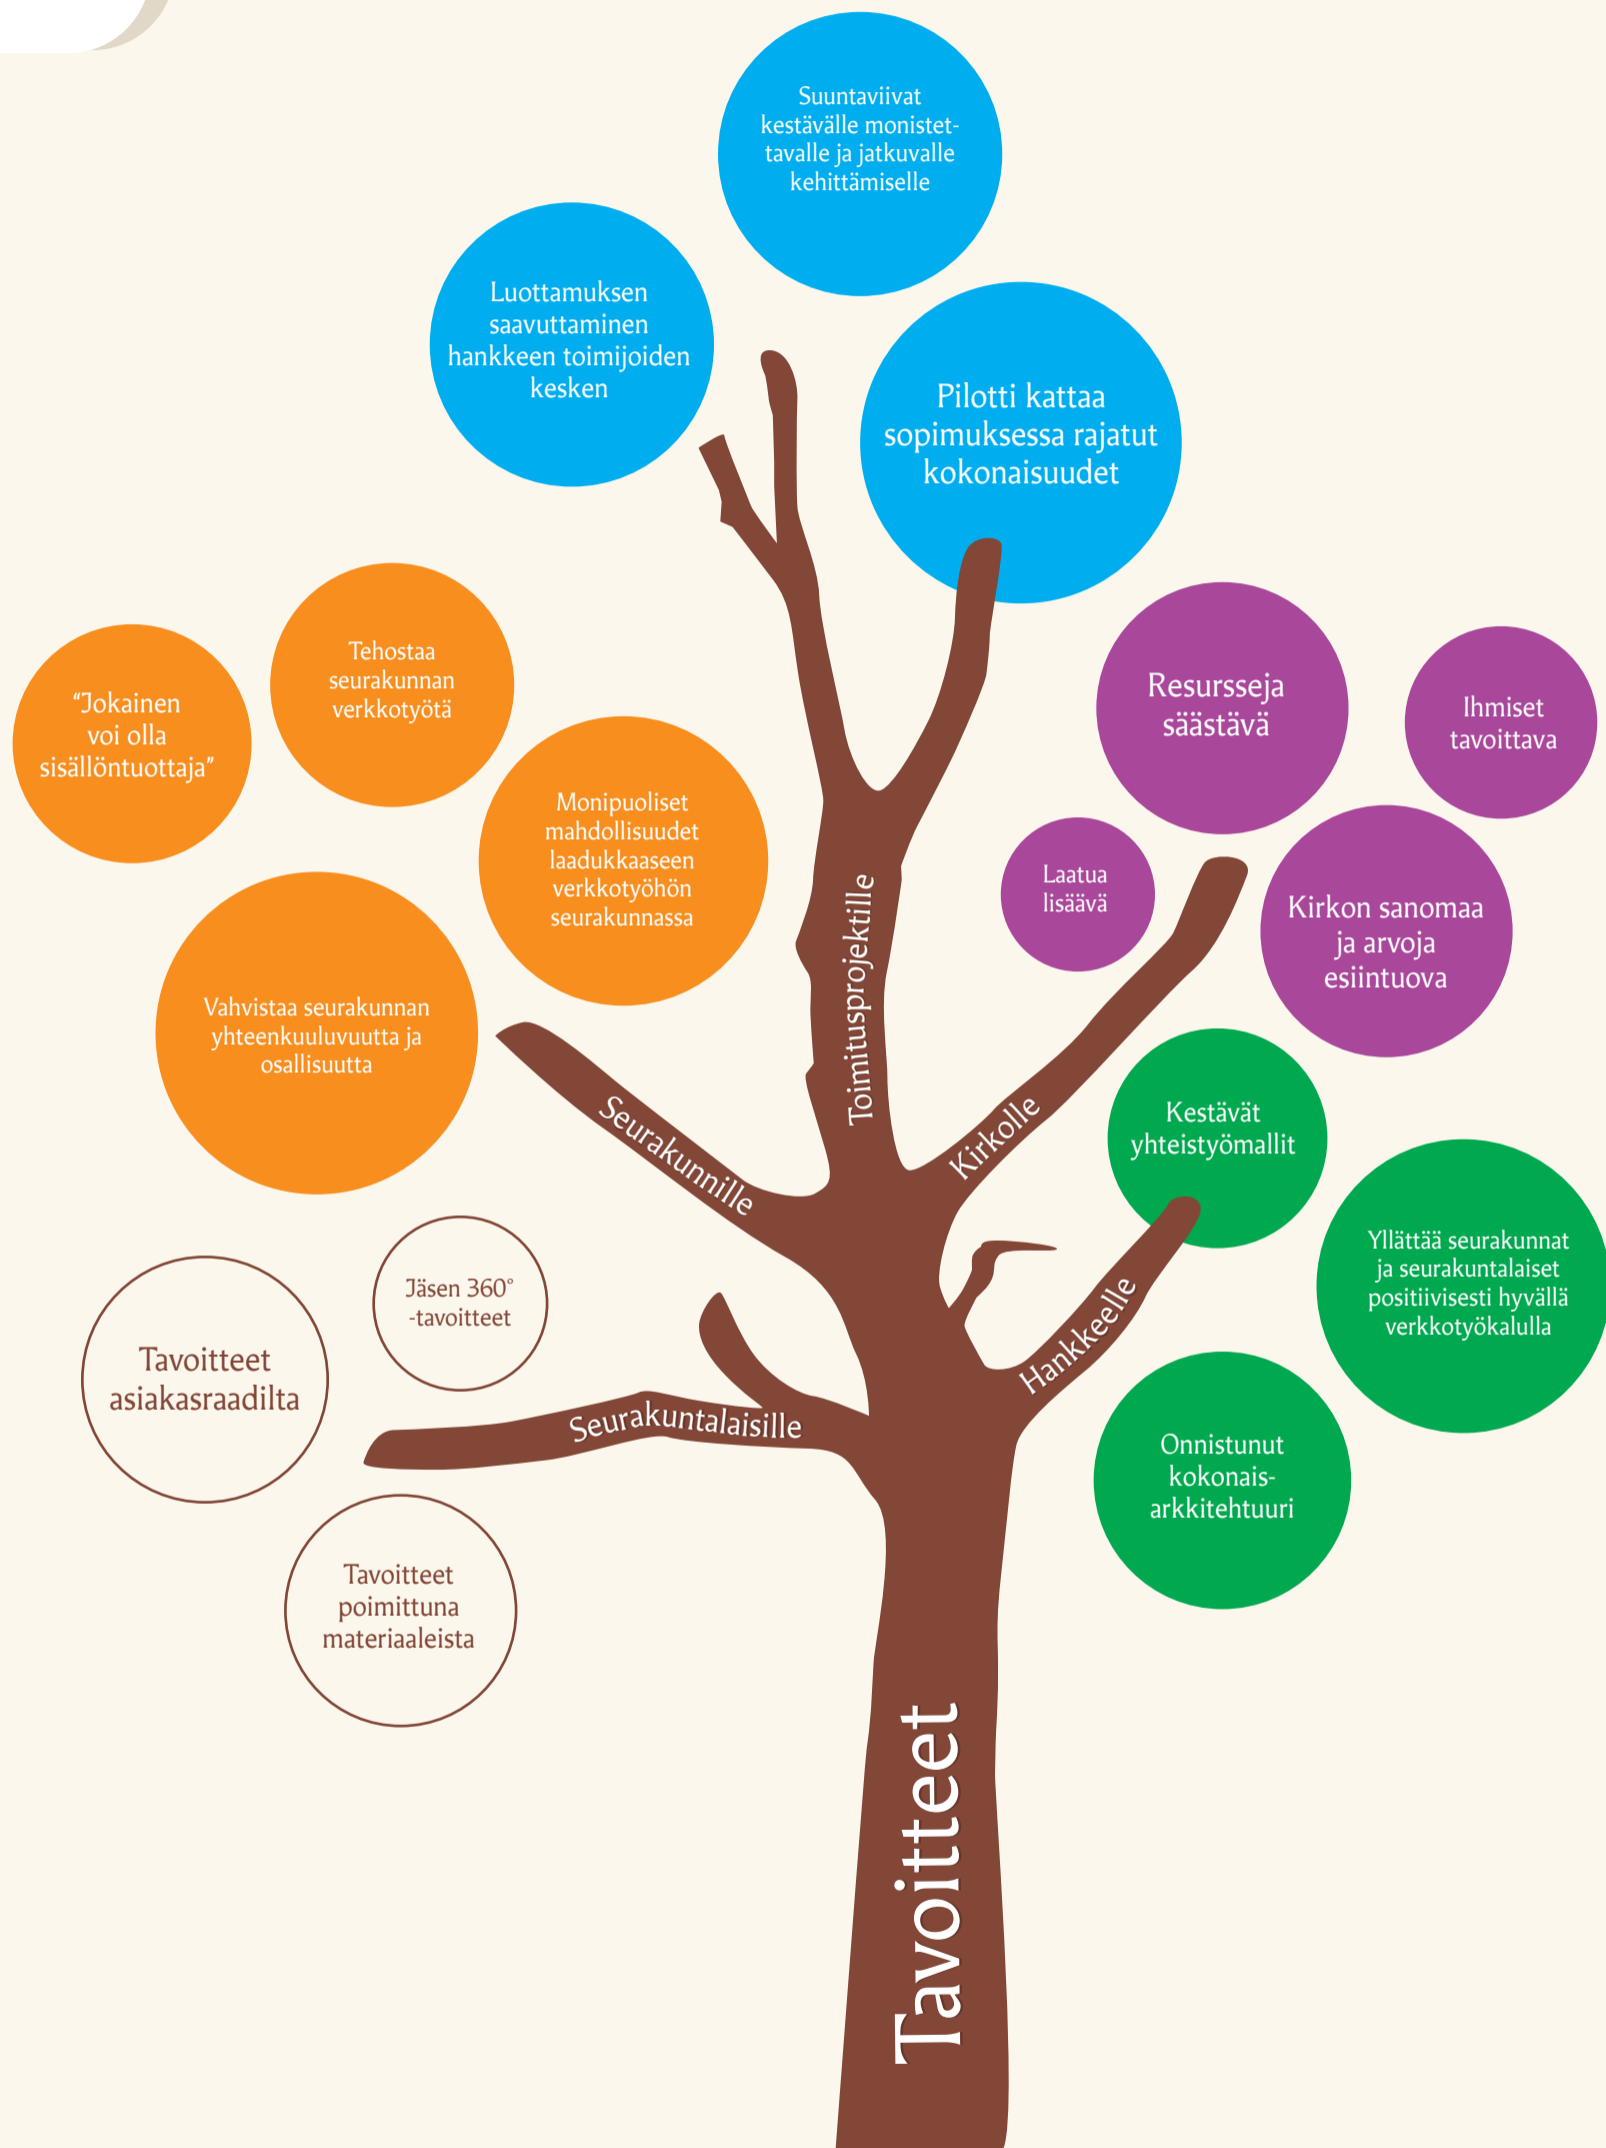 Suuntaviivat
kestävälle monistet-
tavalle ja jatkuvalle
kehittämiselle
Luottamuksen
saavuttaminen
hankkeen toimijoiden
kesken
Pilotti kattaa
sopimuksessa rajatut
kokonaisuudet
Toimitusprojektille
“Jokainen
voi olla
sisällöntuottaja”
Tehostaa
seurakunnan
verkkotyötä
Monipuoliset
mahdollisuudet
laadukkaaseen
verkkotyöhön
seurakunnassa
Vahvistaa seurakunnan
yhteenkuuluvuutta ja
osallisuutta
Seurakunnille
Resursseja
säästävä
Ihmiset
tavoittava
Laatua
lisäävä
Kirkon sanomaa
ja arvoja
esiintuova
Kirkolle
Kestävät
yhteistyömallit
Yllättää seurakunnat
ja seurakuntalaiset
positiivisesti hyvällä
verkkotyökalulla
Onnistunut
kokonais-
arkkitehtuuri
Hankkeelle
Jäsen 360°
-tavoitteet
Tavoitteet
asiakasraadilta
Tavoitteet
poimittuna
materiaaleista
Seurakuntalaisille
Tavoitteet